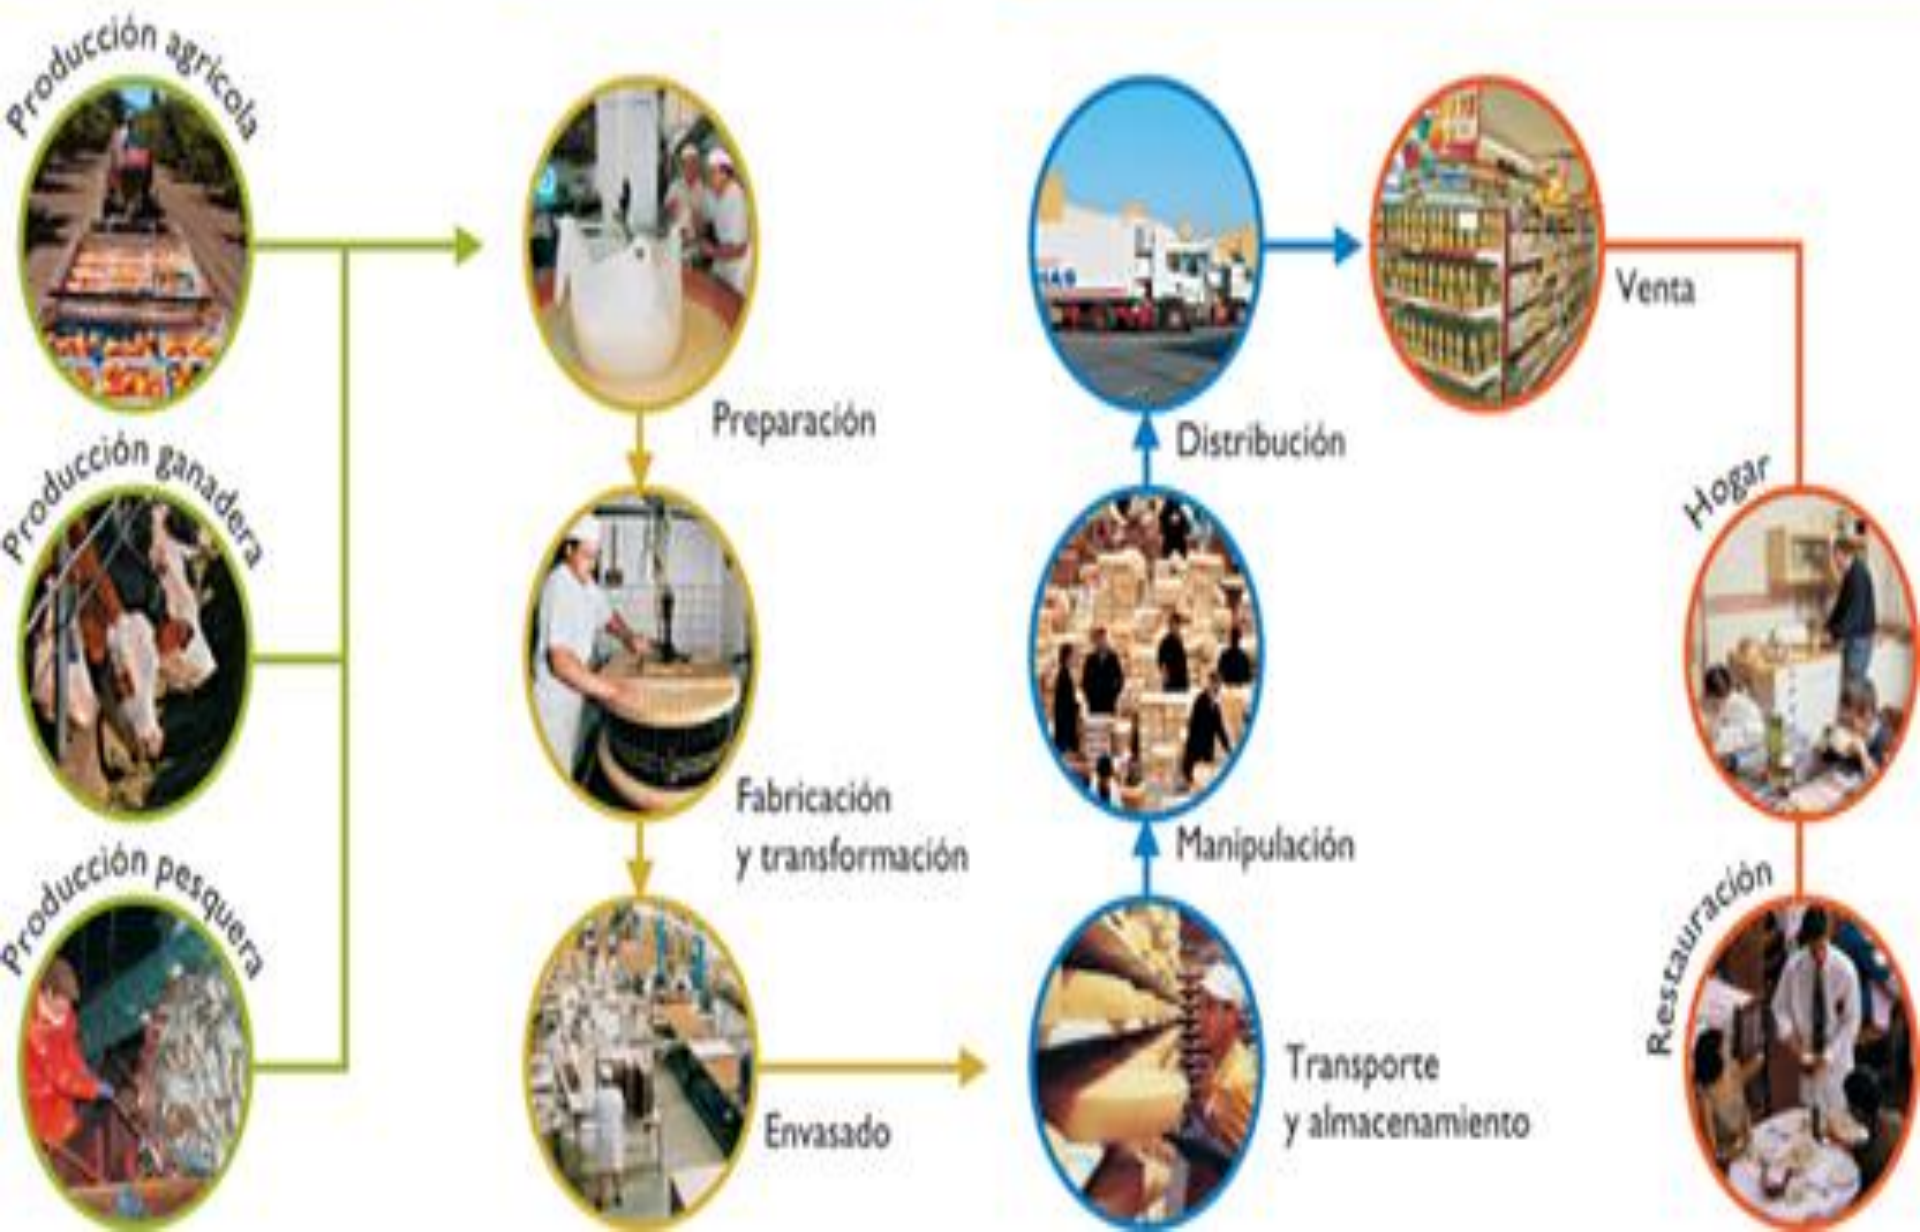 Producción agrícola
Producción ganadera
Producción pesquera
Preparación
Fabricación
y transformación
Envasado
Transporte
y almacenamiento
Manipulación
Distribución
Venta
Hogar
Restauración